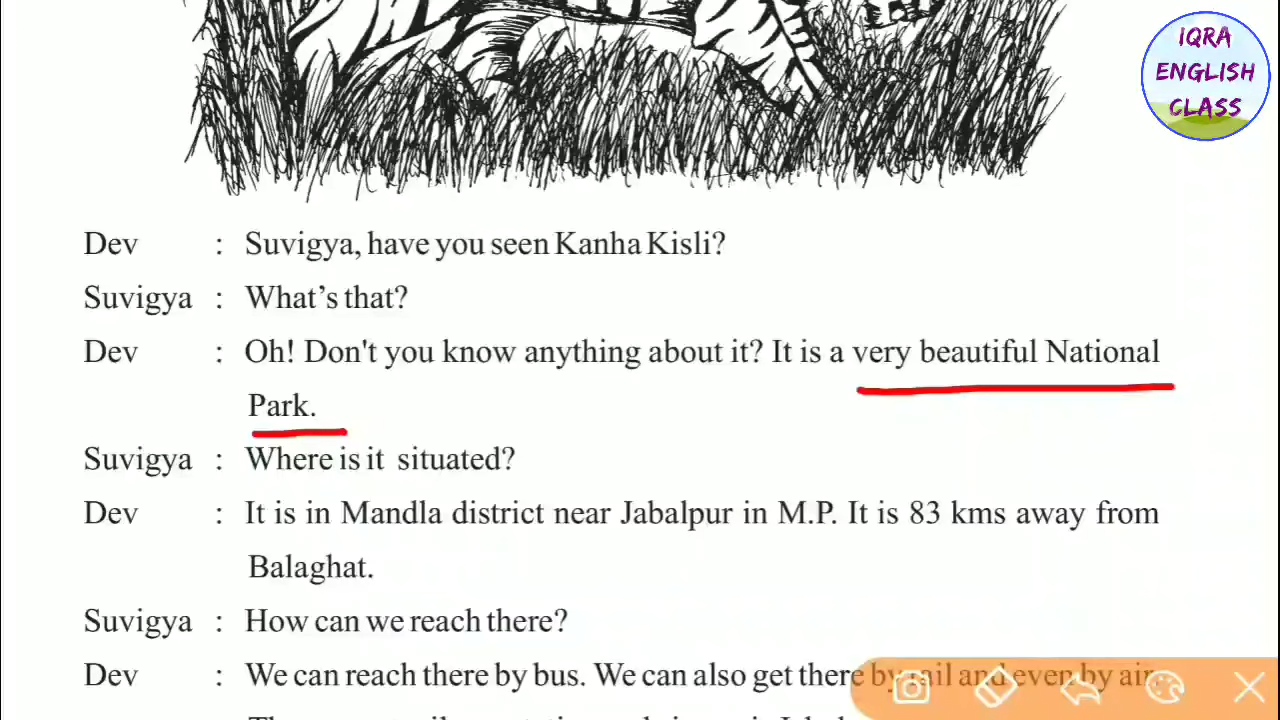 IQRA
ENGLISH
CLASS
Dev : Suvigya, have you seen Kanha Kisli?
Suvigya : What's that?
Dev : Oh! Don't you know anything about it? It is a very beautiful National
Park.
Suvigya : Where is it situated?
Dev : It is in Mandla district near Jabalpur in M.P. It is 83 kms away from
Balaghat.
Suvigya : How can we reach there?
Dev : We can reach there by bus. We can also get there by rail and even by air.